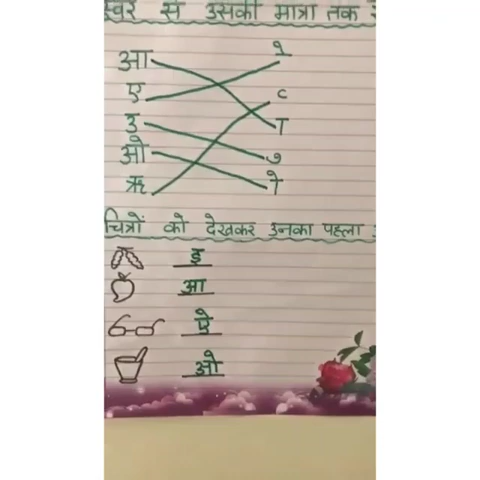 स्वर से उसकी मात्रा तक
आ े
ए ृ
उ ा
ओ ु
ऋ ो
चित्रों को देखकर उनका पहला
इ
आ
ऐ
ओ